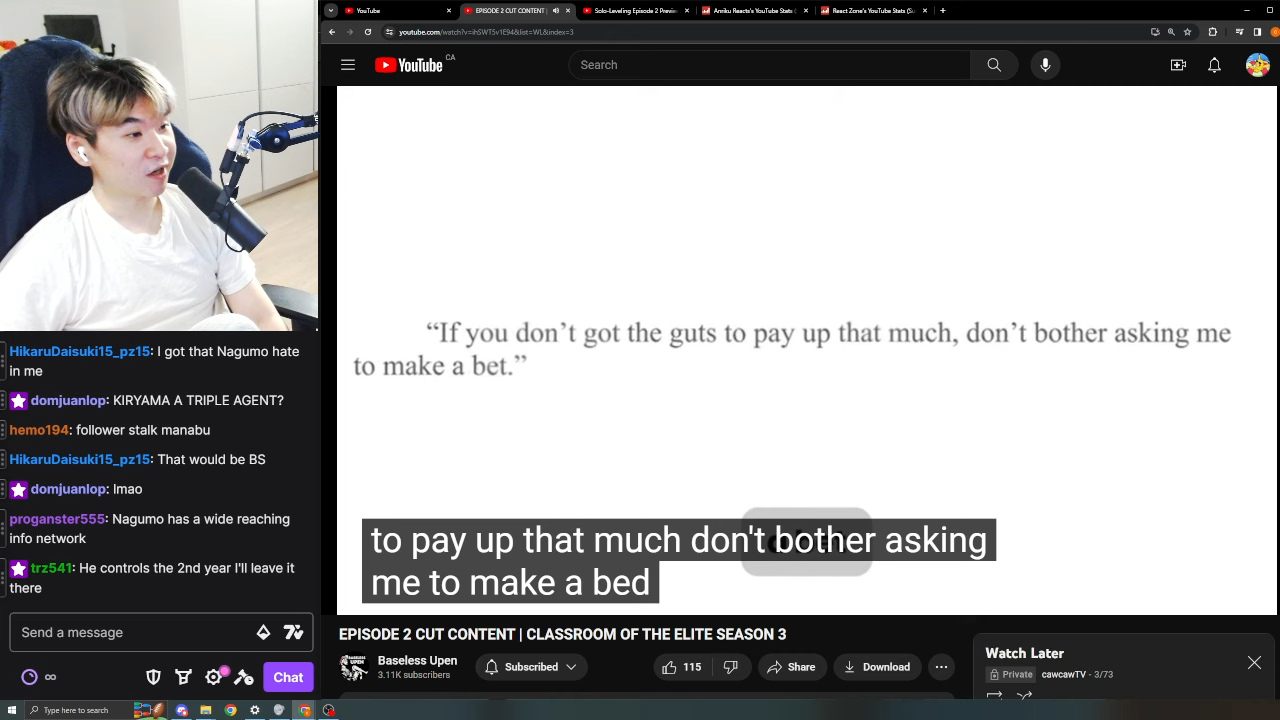 YouTube
EPISODE 2 CUT CONTENT |
Solo-Leveling Episode 2 Previe
Anriku Reacts's YouTube Stats (
React Zone's YouTube Stats (Su
youtube.com/watch?v=ihSWT5v1E94&list=WL&index=3
YouTube CA
Search
“If you don’t got the guts to pay up that much, don’t bother asking me
to make a bet.”
to pay up that much don't bother asking
me to make a bed
HikaruDaisuki15_pz15: I got that Nagumo hate
in me
domjuanlop: KIRYAMA A TRIPLE AGENT?
hemo194: follower stalk manabu
HikaruDaisuki15_pz15: That would be BS
domjuanlop: lmao
proganster555: Nagumo has a wide reaching
info network
trz541: He controls the 2nd year I'll leave it
there
Send a message
Chat
EPISODE 2 CUT CONTENT | CLASSROOM OF THE ELITE SEASON 3
BASELESS UPEN
Baseless Upen
3.11K subscribers
Subscribed
115
Share
Download
Watch Later
Private cawcawTV - 3/73
Type here to search